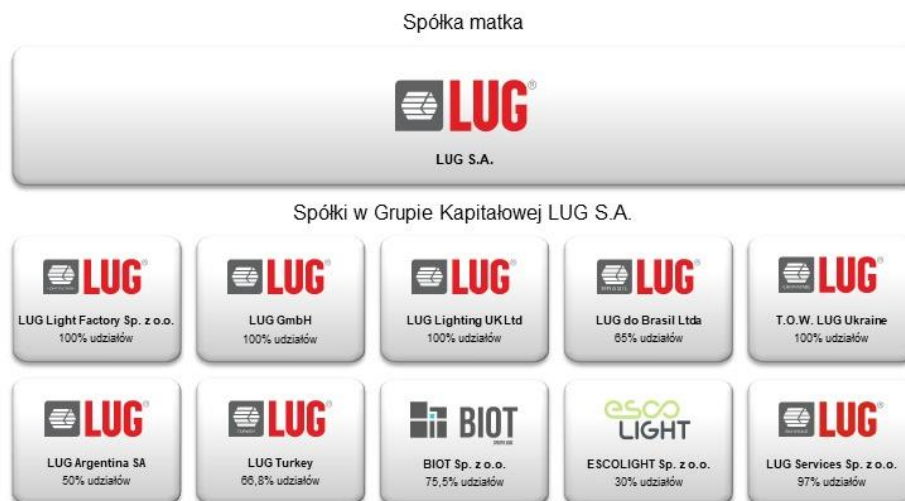 Spółka matka
LUG®
LUG S.A.
Spółki w Grupie Kapitałowej LUG S.A.
LUG®
LUG Light Factory Sp. z o.o.
100% udziałów
LUG®
LUG GmbH
100% udziałów
LUG®
LUG Lighting UK Ltd
100% udziałów
LUG®
BRASIL
LUG do Brasil Ltda
65% udziałów
LUG®
UKRAINE
T.O.W. LUG Ukraine
100% udziałów
LUG®
LUG Argentina SA
50% udziałów
LUG®
TURKEY
LUG Turkey
66,8% udziałów
BIOT
BIOT Sp. z o.o.
75,5% udziałów
esco
LIGHT
ESCOLIGHT Sp. z o.o.
30% udziałów
LUG®
LUG Services Sp. z o.o.
97% udziałów